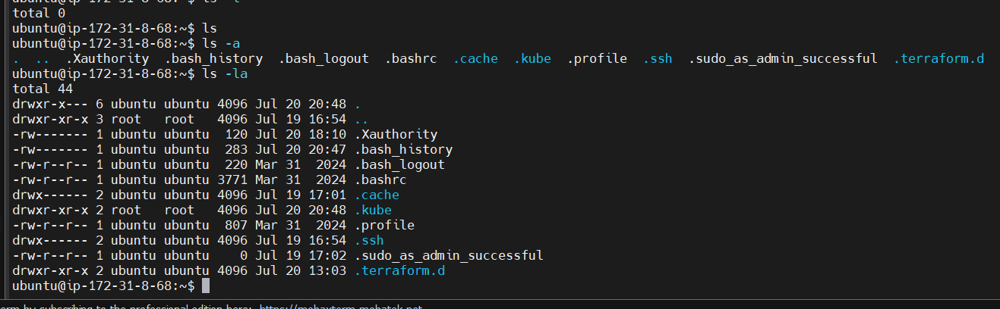 ubuntu@ip-172-31-8-68:~$ ls -l
total 0
ubuntu@ip-172-31-8-68:~$ ls
ubuntu@ip-172-31-8-68:~$ ls -a
.  ..  .Xauthority  .bash_history  .bash_logout  .bashrc  .cache  .kube  .profile  .ssh  .sudo_as_admin_successful  .terraform.d
ubuntu@ip-172-31-8-68:~$ ls -la
total 44
drwxr-x--- 6 ubuntu ubuntu 4096 Jul 20 20:48 .
drwxr-xr-x 3 root   root   4096 Jul 19 16:54 ..
-rw------- 1 ubuntu ubuntu  120 Jul 20 18:10 .Xauthority
-rw------- 1 ubuntu ubuntu  283 Jul 20 20:47 .bash_history
-rw-r--r-- 1 ubuntu ubuntu  220 Mar 31  2024 .bash_logout
-rw-r--r-- 1 ubuntu ubuntu 3771 Mar 31  2024 .bashrc
drwx------ 2 ubuntu ubuntu 4096 Jul 19 17:01 .cache
drwxr-xr-x 2 root   root   4096 Jul 20 20:48 .kube
-rw-r--r-- 1 ubuntu ubuntu  807 Mar 31  2024 .profile
drwx------ 2 ubuntu ubuntu 4096 Jul 19 16:54 .ssh
-rw-r--r-- 1 ubuntu ubuntu    0 Jul 19 17:02 .sudo_as_admin_successful
drwxr-xr-x 2 ubuntu ubuntu 4096 Jul 20 13:03 .terraform.d
ubuntu@ip-172-31-8-68:~$
by subscribing to the professional edition here: https://mobaxterm.mobatek.net